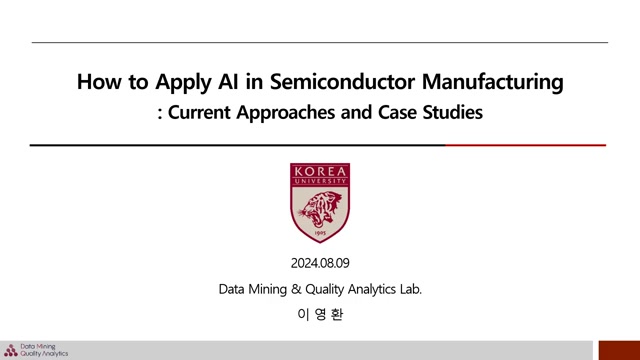 How to Apply AI in Semiconductor Manufacturing
: Current Approaches and Case Studies
KOREA
UNIVERSITY
1905
2024.08.09
Data Mining & Quality Analytics Lab.
이 영 환
Data Mining
Quality Analytics